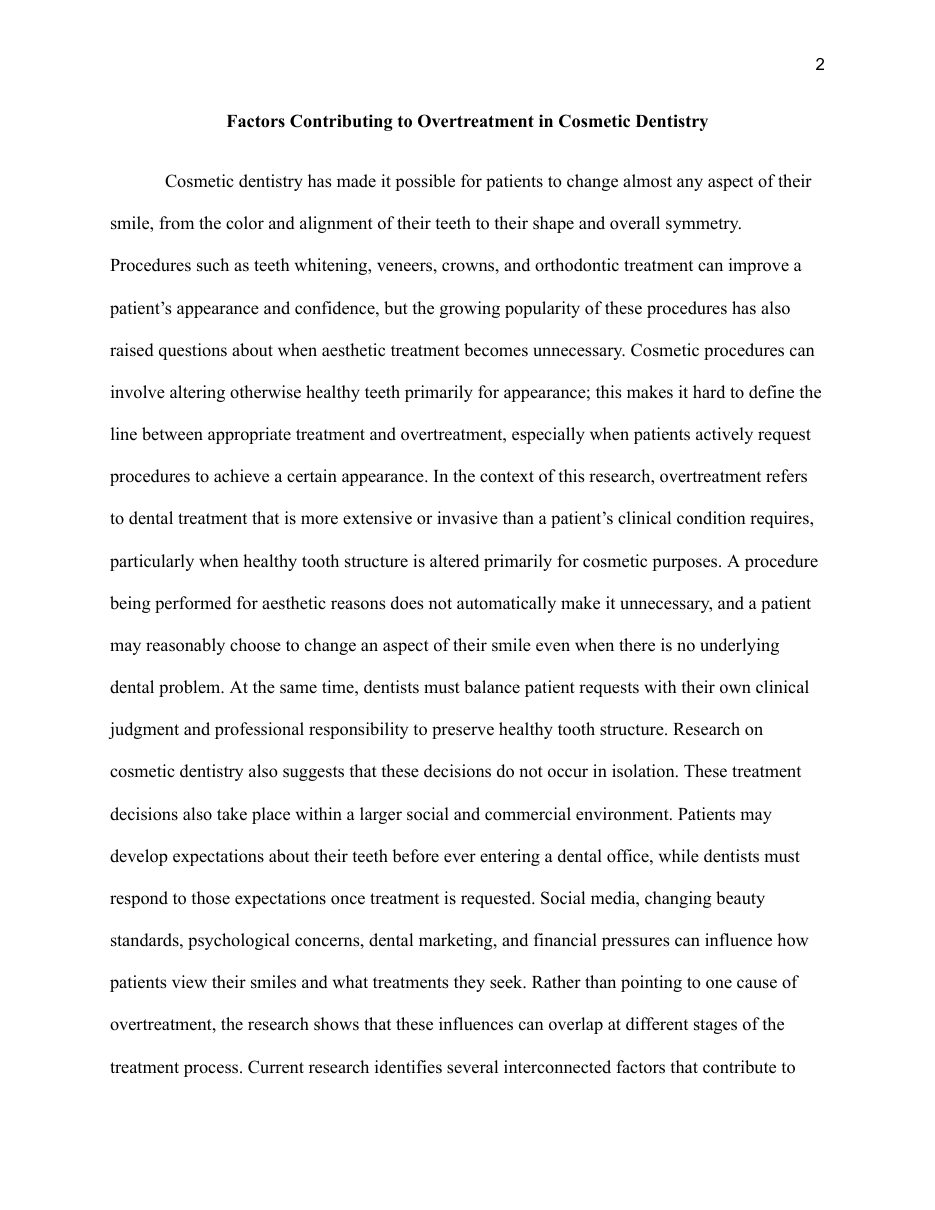 2
Factors Contributing to Overtreatment in Cosmetic Dentistry
Cosmetic dentistry has made it possible for patients to change almost any aspect of their
smile, from the color and alignment of their teeth to their shape and overall symmetry.
Procedures such as teeth whitening, veneers, crowns, and orthodontic treatment can improve a
patient’s appearance and confidence, but the growing popularity of these procedures has also
raised questions about when aesthetic treatment becomes unnecessary. Cosmetic procedures can
involve altering otherwise healthy teeth primarily for appearance; this makes it hard to define the
line between appropriate treatment and overtreatment, especially when patients actively request
procedures to achieve a certain appearance. In the context of this research, overtreatment refers
to dental treatment that is more extensive or invasive than a patient’s clinical condition requires,
particularly when healthy tooth structure is altered primarily for cosmetic purposes. A procedure
being performed for aesthetic reasons does not automatically make it unnecessary, and a patient
may reasonably choose to change an aspect of their smile even when there is no underlying
dental problem. At the same time, dentists must balance patient requests with their own clinical
judgment and professional responsibility to preserve healthy tooth structure. Research on
cosmetic dentistry also suggests that these decisions do not occur in isolation. These treatment
decisions also take place within a larger social and commercial environment. Patients may
develop expectations about their teeth before ever entering a dental office, while dentists must
respond to those expectations once treatment is requested. Social media, changing beauty
standards, psychological concerns, dental marketing, and financial pressures can influence how
patients view their smiles and what treatments they seek. Rather than pointing to one cause of
overtreatment, the research shows that these influences can overlap at different stages of the
treatment process. Current research identifies several interconnected factors that contribute to